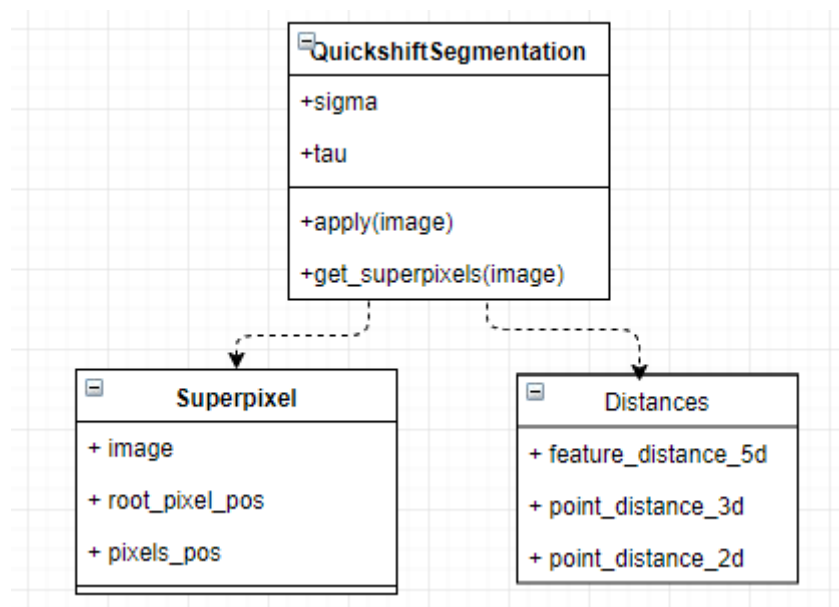 QuickshiftSegmentation
+sigma
+tau
+apply(image)
+get_superpixels(image)
Superpixel
+ image
+ root_pixel_pos
+ pixels_pos
Distances
+ feature_distance_5d
+ point_distance_3d
+ point_distance_2d